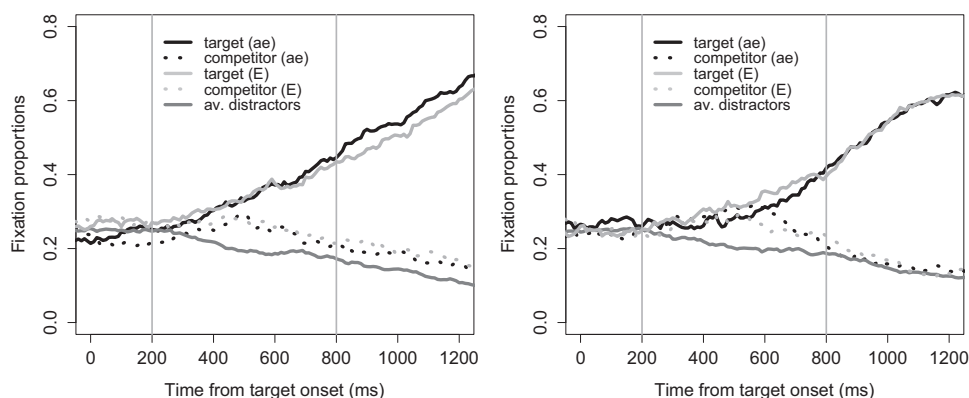 0.8
0.6
0.4
0.2
0.0
Fixation proportions
target (ae)
competitor (ae)
target (E)
competitor (E)
av. distractors
0 200 400 600 800 1000 1200
Time from target onset (ms)
0.8
0.6
0.4
0.2
0.0
Fixation proportions
target (ae)
competitor (ae)
target (E)
competitor (E)
av. distractors
0 200 400 600 800 1000 1200
Time from target onset (ms)